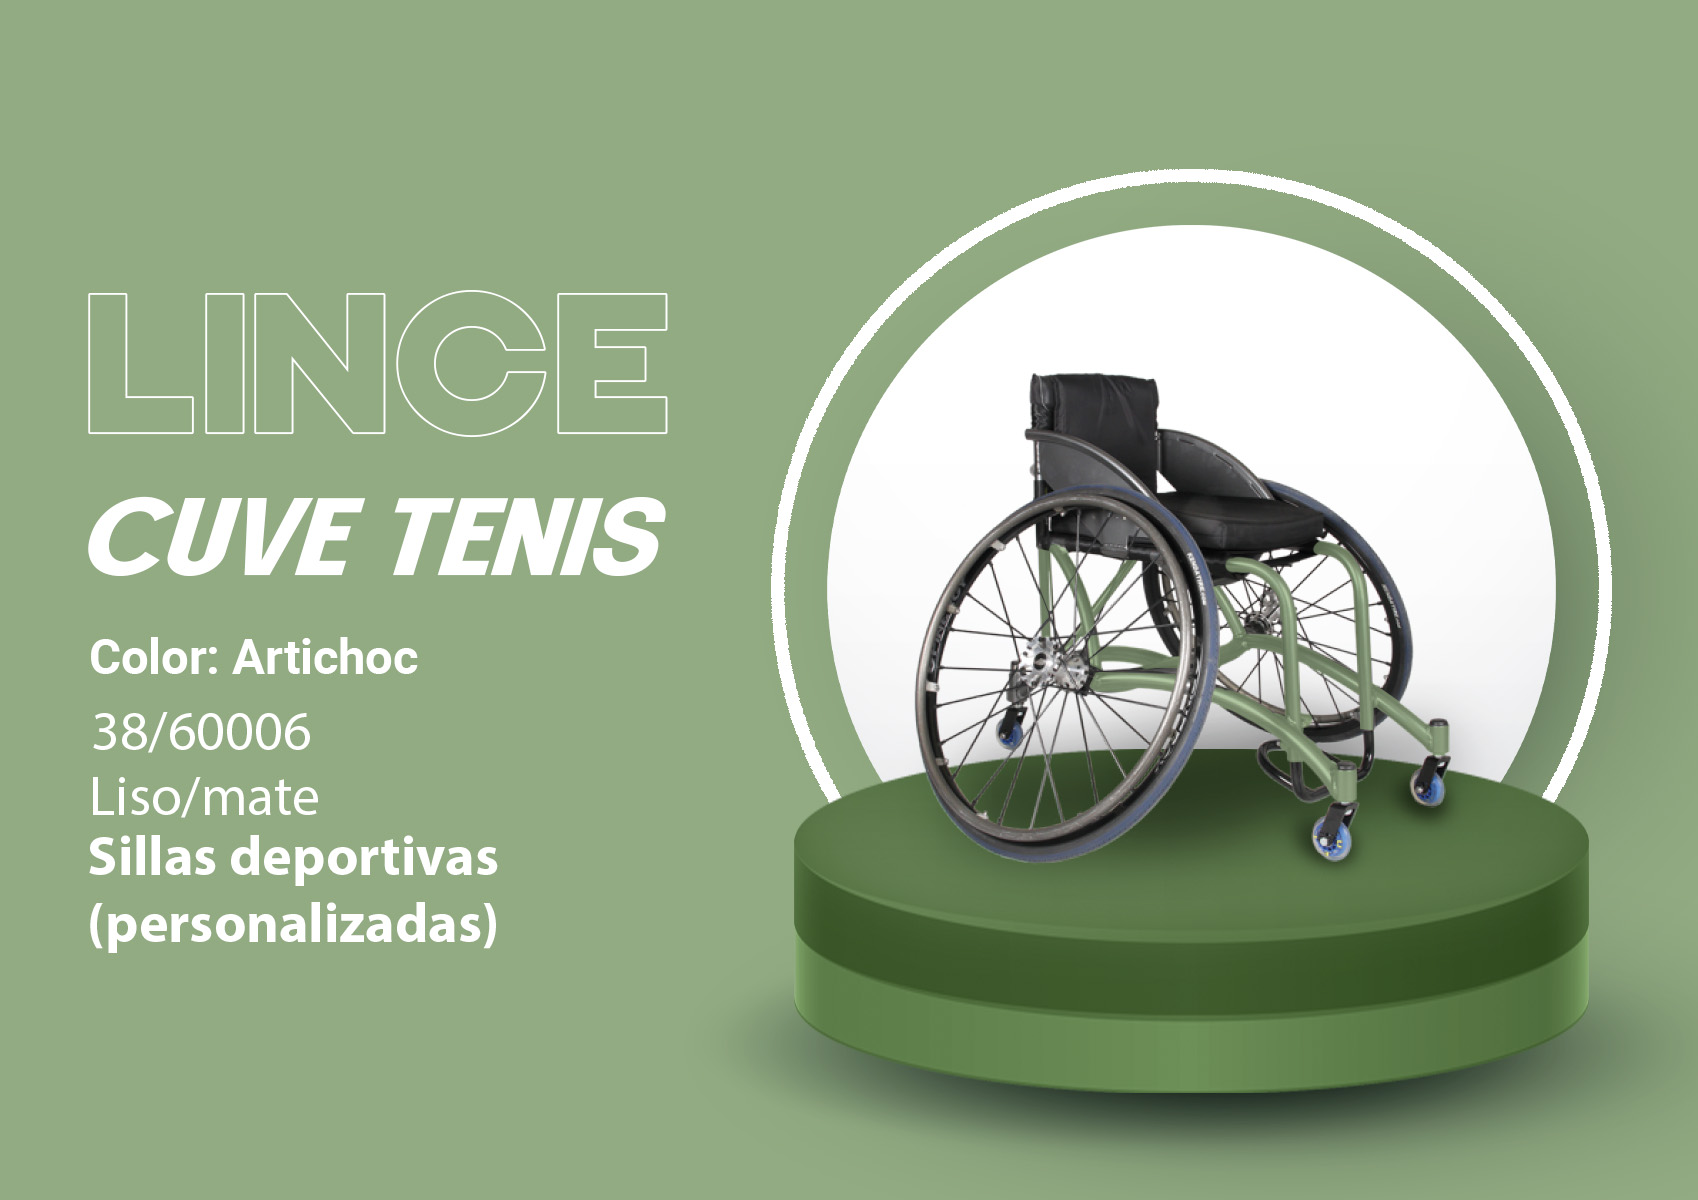 LINCE
CUVE TENIS
Color: Artichoc
38/60006
Liso/mate
Sillas deportivas
(personalizadas)